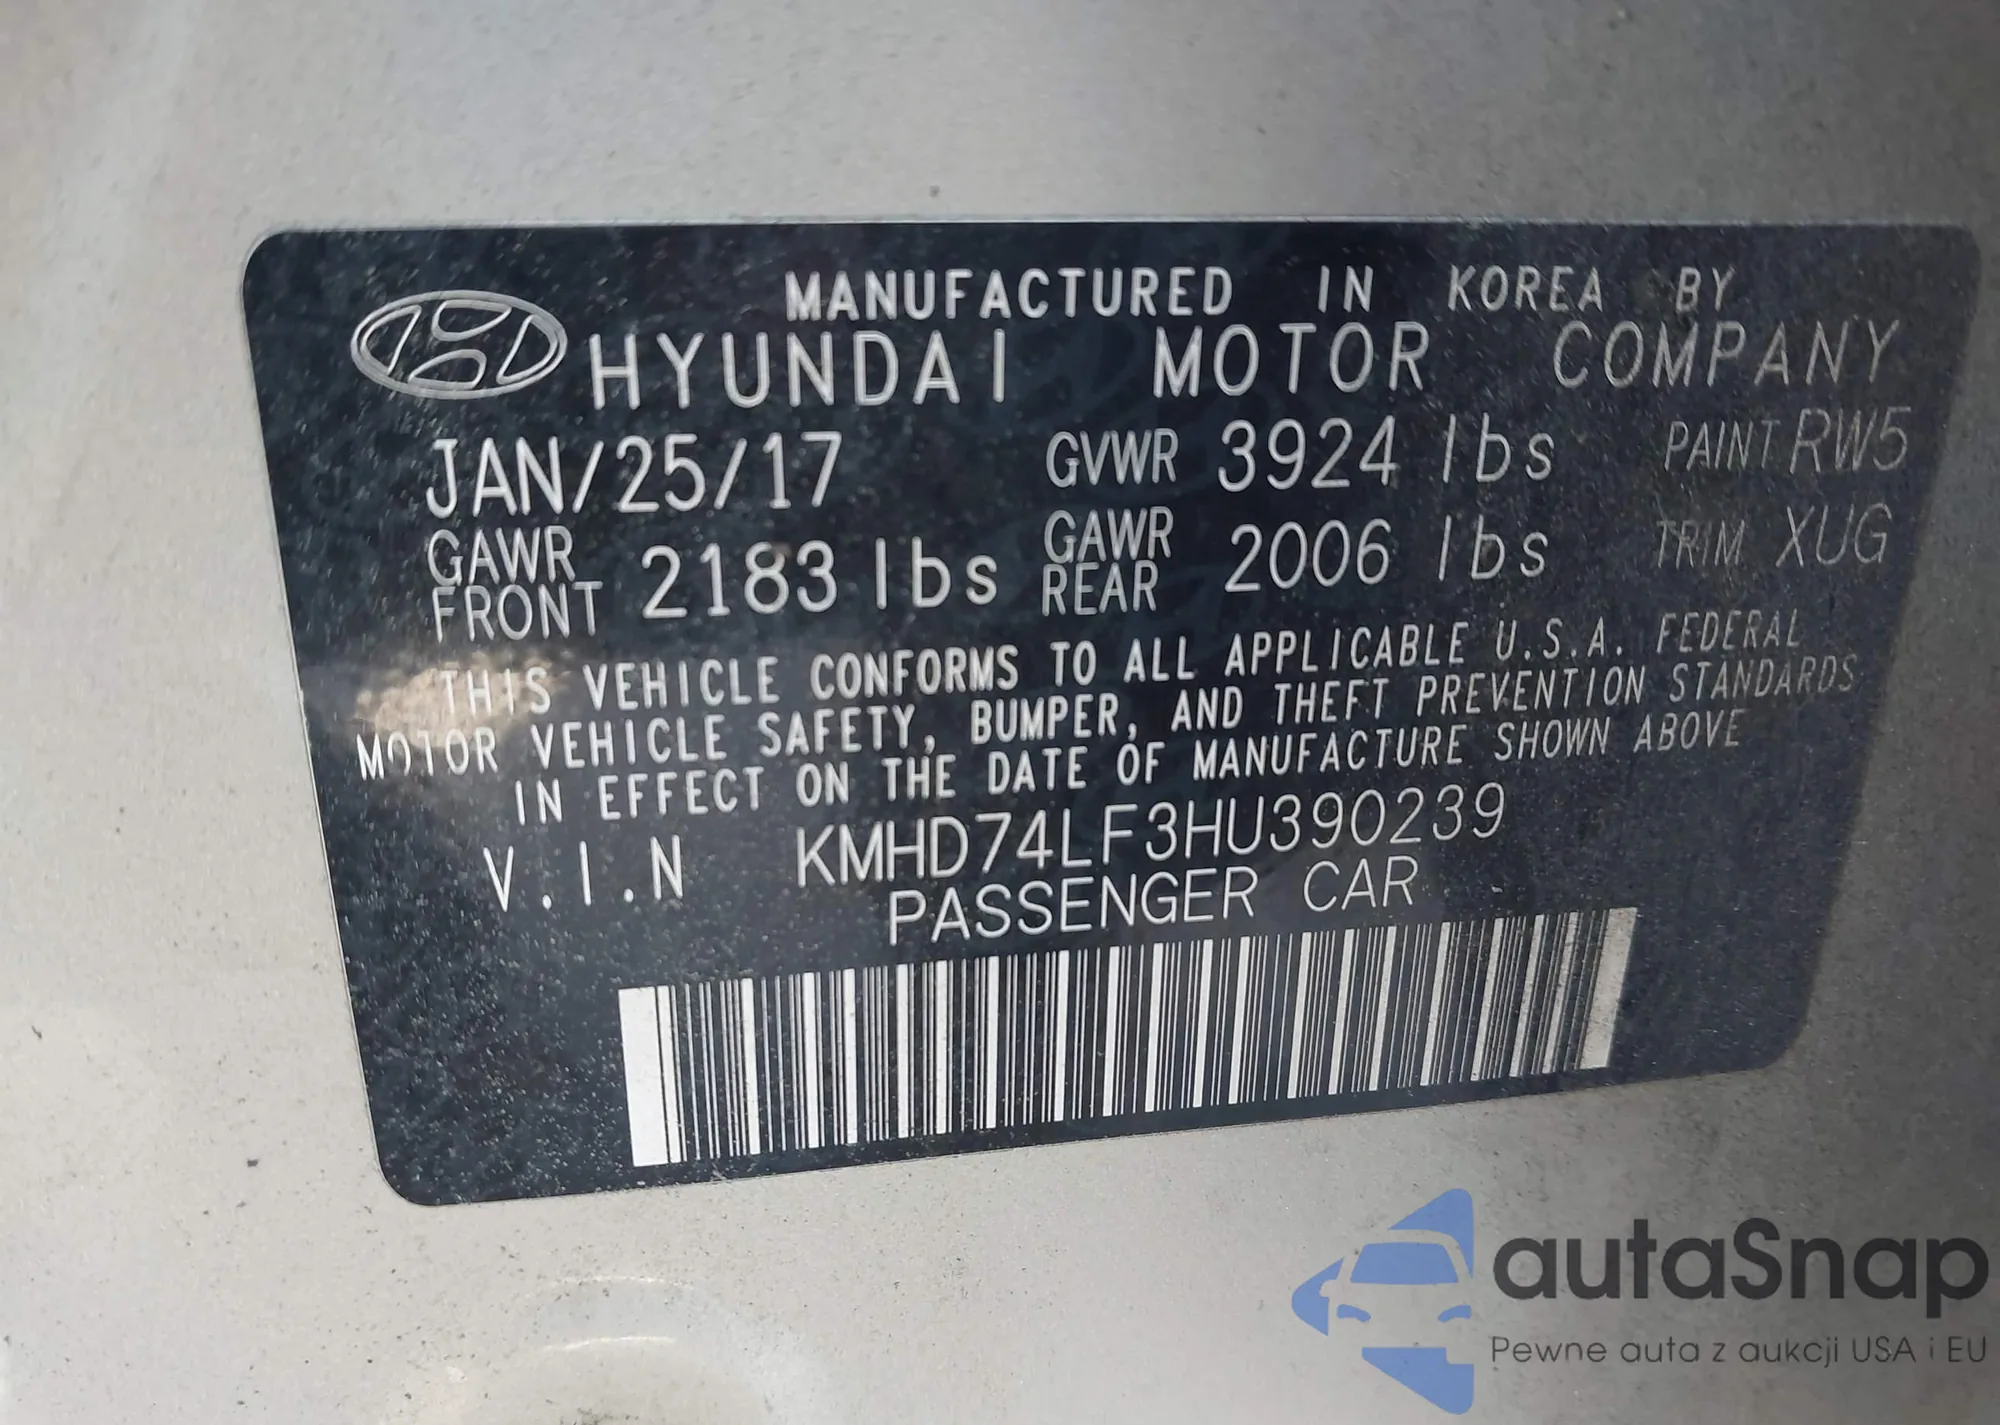 MANUFACTURED IN KOREA BY
HYUNDAI MOTOR COMPANY
JAN/25/17 GVWR 3924 lbs PAINT RW5
GAWR FRONT 2183 lbs GAWR REAR 2006 lbs TRIM XUG
THIS VEHICLE CONFORMS TO ALL APPLICABLE U.S.A. FEDERAL
MOTOR VEHICLE SAFETY, BUMPER, AND THEFT PREVENTION STANDARDS
IN EFFECT ON THE DATE OF MANUFACTURE SHOWN ABOVE
V.I.N KMHD74LF3HU390239
PASSENGER CAR
autaSnap
Pewne auta z aukcji USA i EU